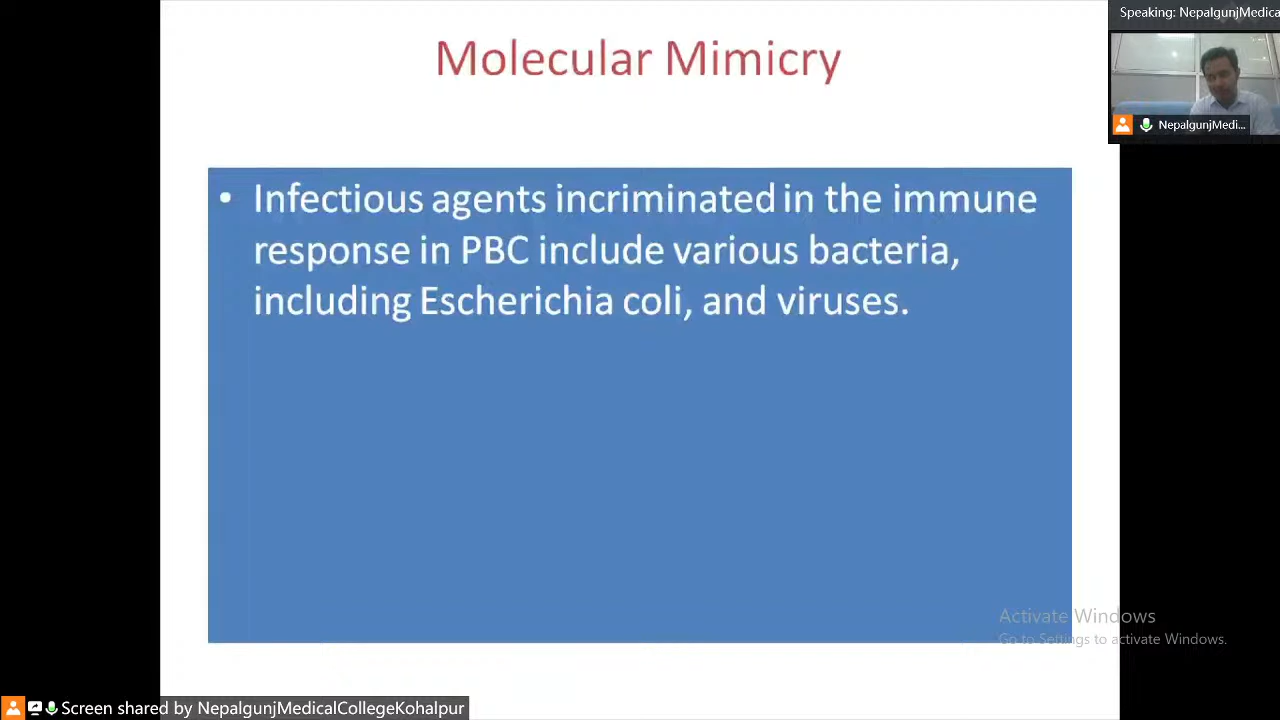 Speaking: NepalgunjMedica
Molecular Mimicry
NepalgunjMedi...
• Infectious agents incriminated in the immune
response in PBC include various bacteria,
including Escherichia coli, and viruses.
Activate Windows
Go to Settings to activate Windows.
Screen shared by NepalgunjMedicalCollegeKohalpur